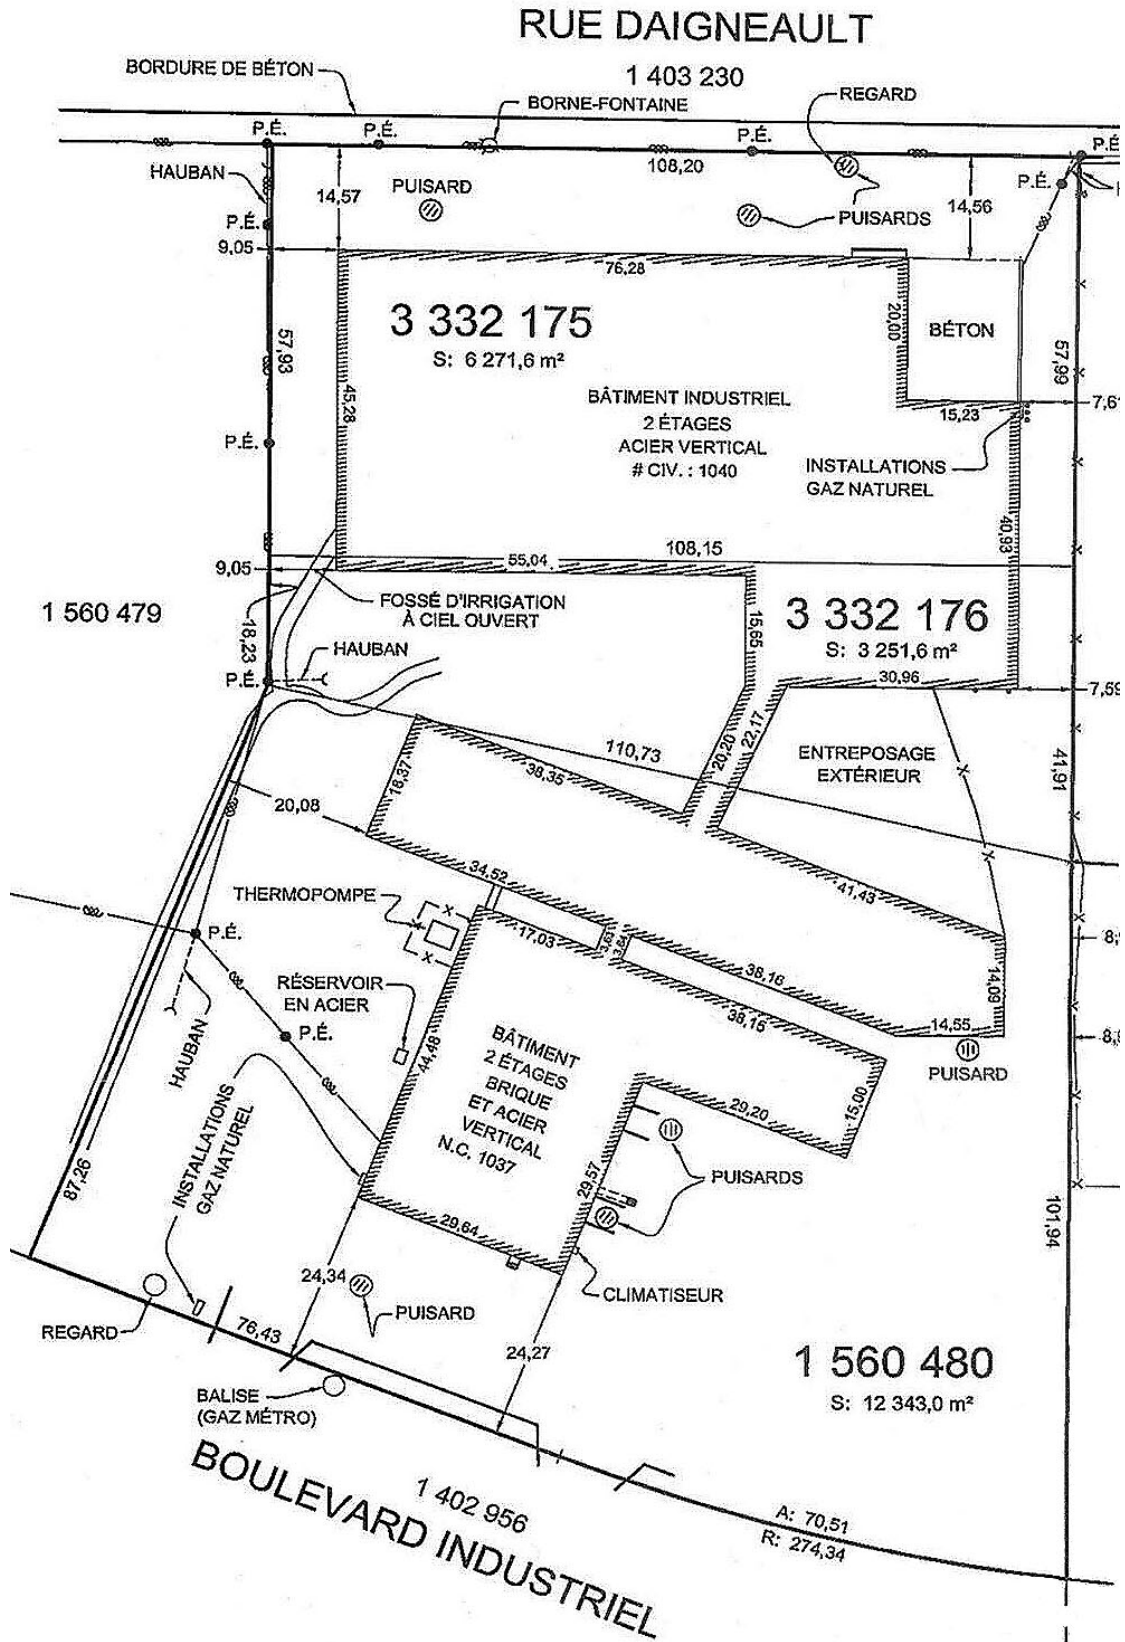 RUE DAIGNEAULT
1 403 230
BORDURE DE BÉTON
BORNE-FONTAINE
REGARD
P.É.
P.É.
P.É.
HAUBAN
108,20
PUISARD
14,57
P.É.
PUISARDS
14,56
P.É.
9,05
76,28
3 332 175
S: 6 271,6 m²
20,00
BÉTON
57,93
57,99
45,28
BÂTIMENT INDUSTRIEL
2 ÉTAGES
ACIER VERTICAL
# CIV. : 1040
15,23
P.É.
INSTALLATIONS
GAZ NATUREL
40,93
108,15
55,04
9,05
1 560 479
FOSSÉ D'IRRIGATION
À CIEL OUVERT
18,23
HAUBAN
15,65
3 332 176
S: 3 251,6 m²
P.É.
30,96
7,59
110,73
20,20
22,17
ENTREPOSAGE
EXTÉRIEUR
41,91
38,35
18,37
20,08
34,52
41,43
THERMOPOMPE
17,03
3,63
3,64
P.É.
RÉSERVOIR
EN ACIER
38,16
14,09
38,15
14,55
P.É.
HAUBAN
44,48
BÂTIMENT
2 ÉTAGES
BRIQUE
ET ACIER
VERTICAL
N.C. 1037
PUISARD
29,20
15,00
INSTALLATIONS
GAZ NATUREL
87,26
29,57
PUISARDS
101,94
29,64
24,34
CLIMATISEUR
PUISARD
REGARD
76,43
24,27
1 560 480
S: 12 343,0 m²
BALISE
(GAZ MÉTRO)
BOULEVARD INDUSTRIEL
1 402 956
A: 70,51
R: 274,34